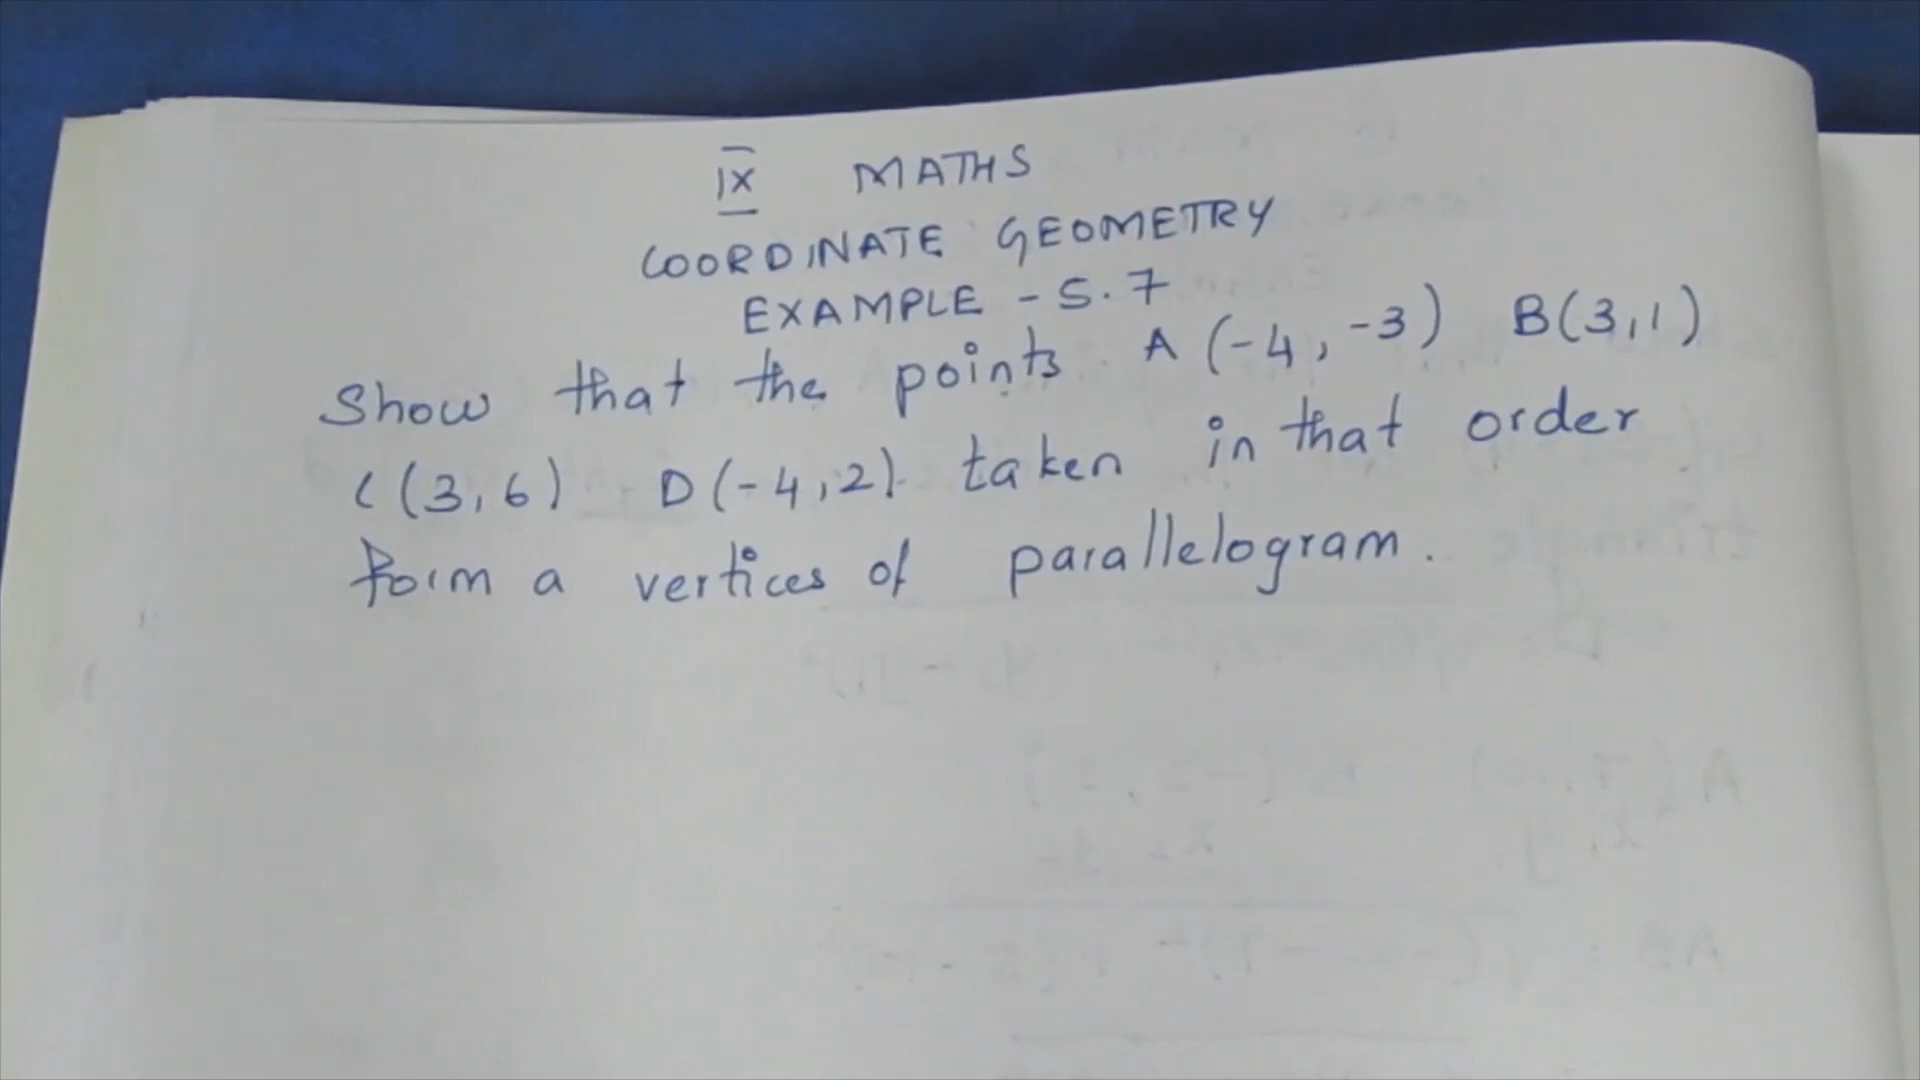 IX MATHS
COORDINATE GEOMETRY
EXAMPLE - 5.7
Show that the points A (-4, -3) B(3,1)
C(3,6) D(-4,2). taken in that order
form a vertices of parallelogram.